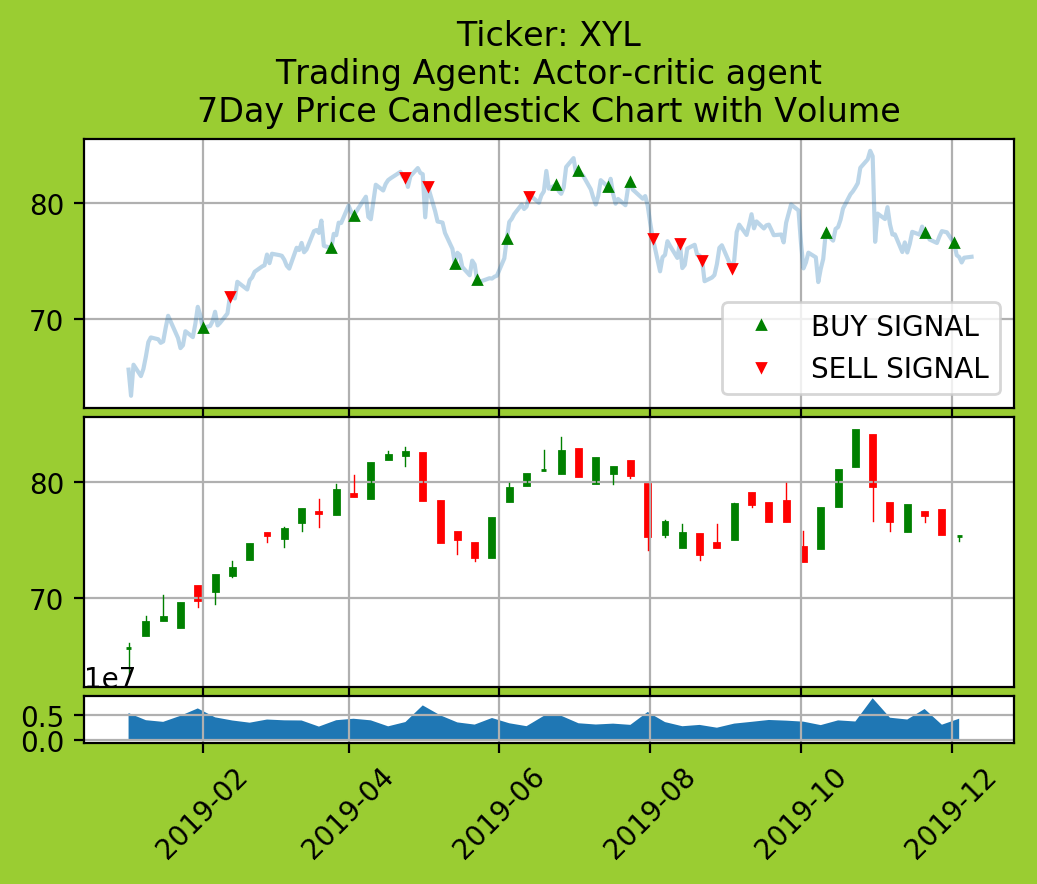 Ticker: XYL
Trading Agent: Actor-critic agent
7Day Price Candlestick Chart with Volume
80
70
BUY SIGNAL
SELL SIGNAL
80
70
1e7
0.5
0.0
2019-02
2019-04
2019-06
2019-08
2019-10
2019-12